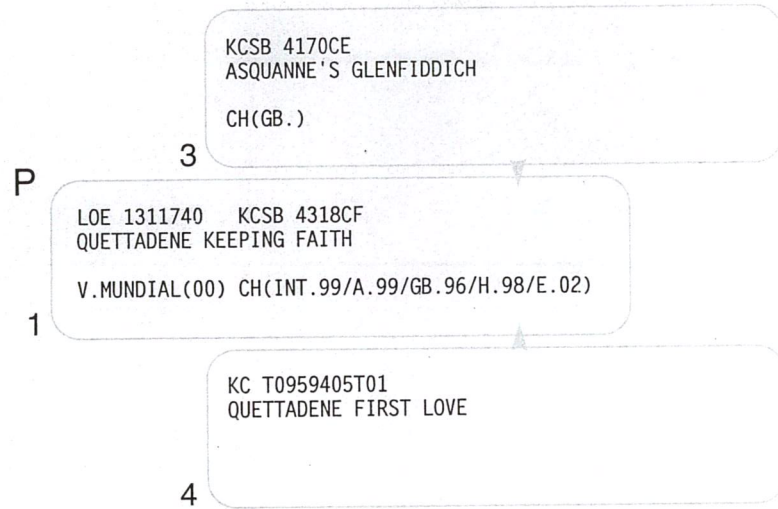 KCSB 4170CE
ASQUANNE'S GLENFIDDICH
CH(GB.)
3
P
LOE 1311740 KCSB 4318CF
QUETTADENE KEEPING FAITH
V.MUNDIAL(00) CH(INT.99/A.99/GB.96/H.98/E.02)
1
KC T0959405T01
QUETTADENE FIRST LOVE
4